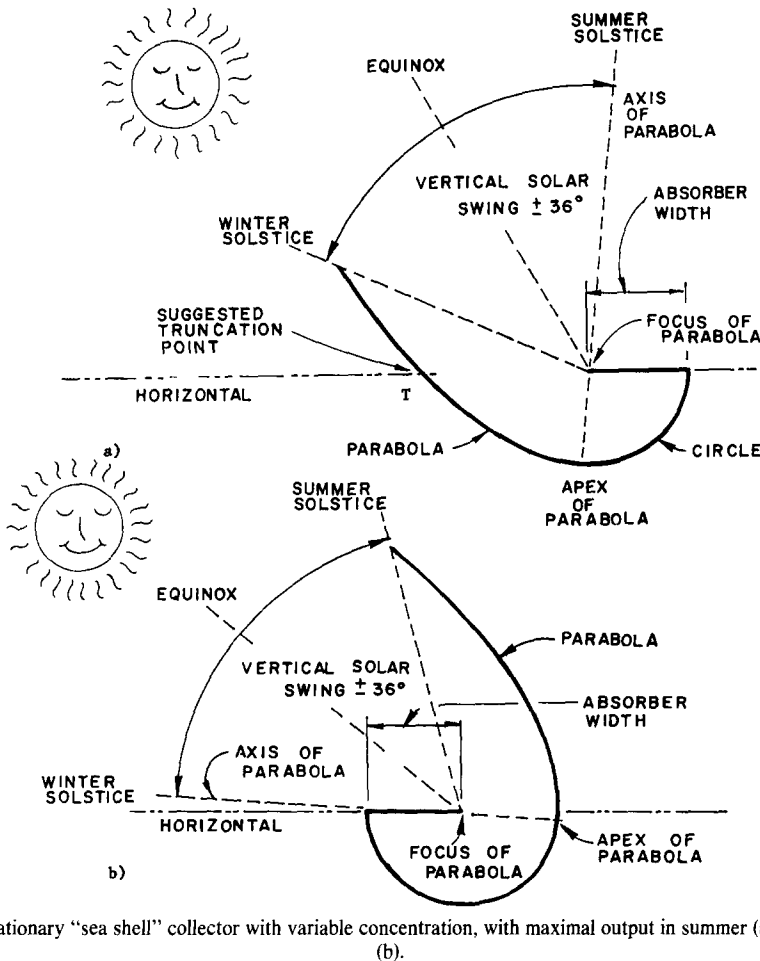 SUMMER
SOLSTICE
EQUINOX
AXIS
OF
PARABOLA
VERTICAL SOLAR
SWING ± 36°
ABSORBER
WIDTH
WINTER
SOLSTICE
SUGGESTED
TRUNCATION
POINT
FOCUS OF
PARABOLA
HORIZONTAL
T
PARABOLA
CIRCLE
a)
APEX
OF
PARABOLA
SUMMER
SOLSTICE
EQUINOX
PARABOLA
VERTICAL SOLAR
SWING ± 36°
ABSORBER
WIDTH
AXIS OF
PARABOLA
WINTER
SOLSTICE
HORIZONTAL
FOCUS OF
PARABOLA
APEX OF
PARABOLA
b)
ationary "sea shell" collector with variable concentration, with maximal output in summer (
(b).